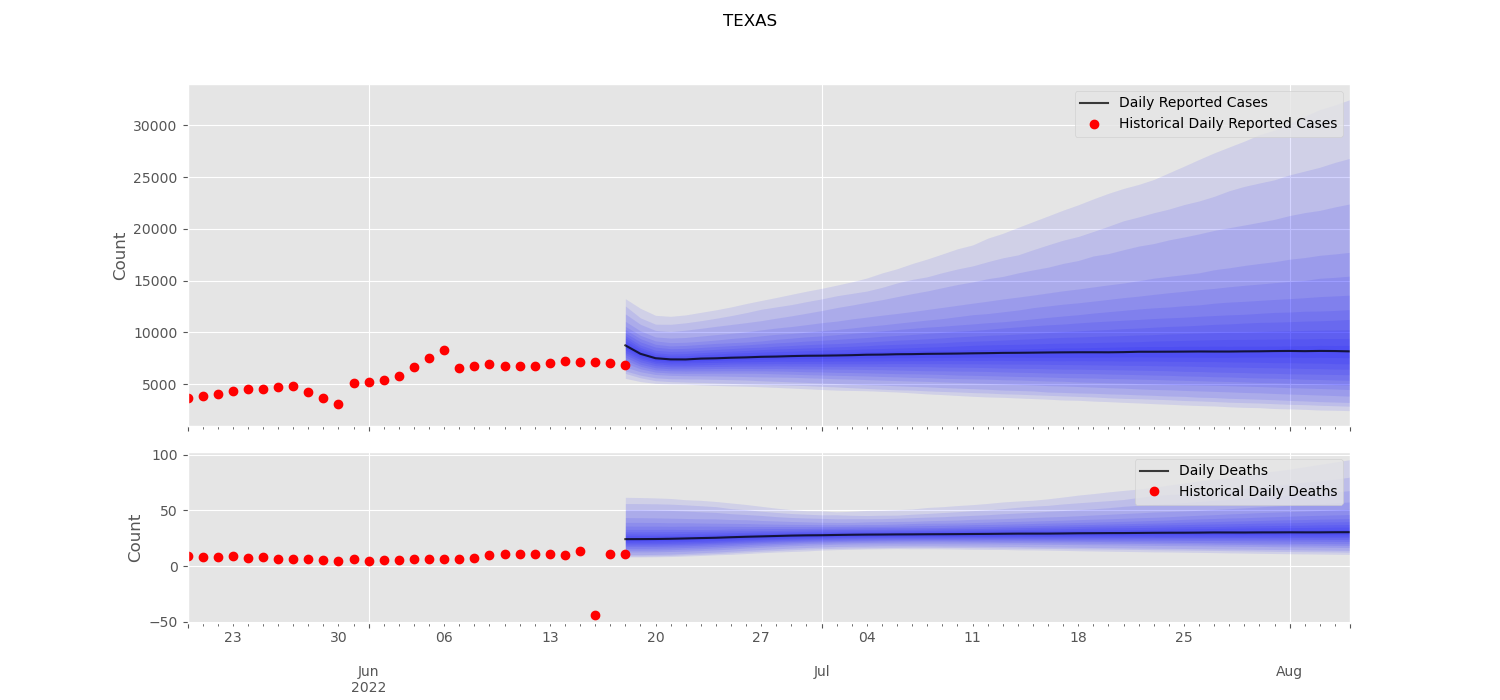 TEXAS
Daily Reported Cases
Historical Daily Reported Cases
30000
25000
20000
15000
10000
5000
Count
Daily Deaths
Historical Daily Deaths
100
50
0
−50
Count
23 30 06 13 20 27 04 11 18 25
Jun Jul Aug
2022